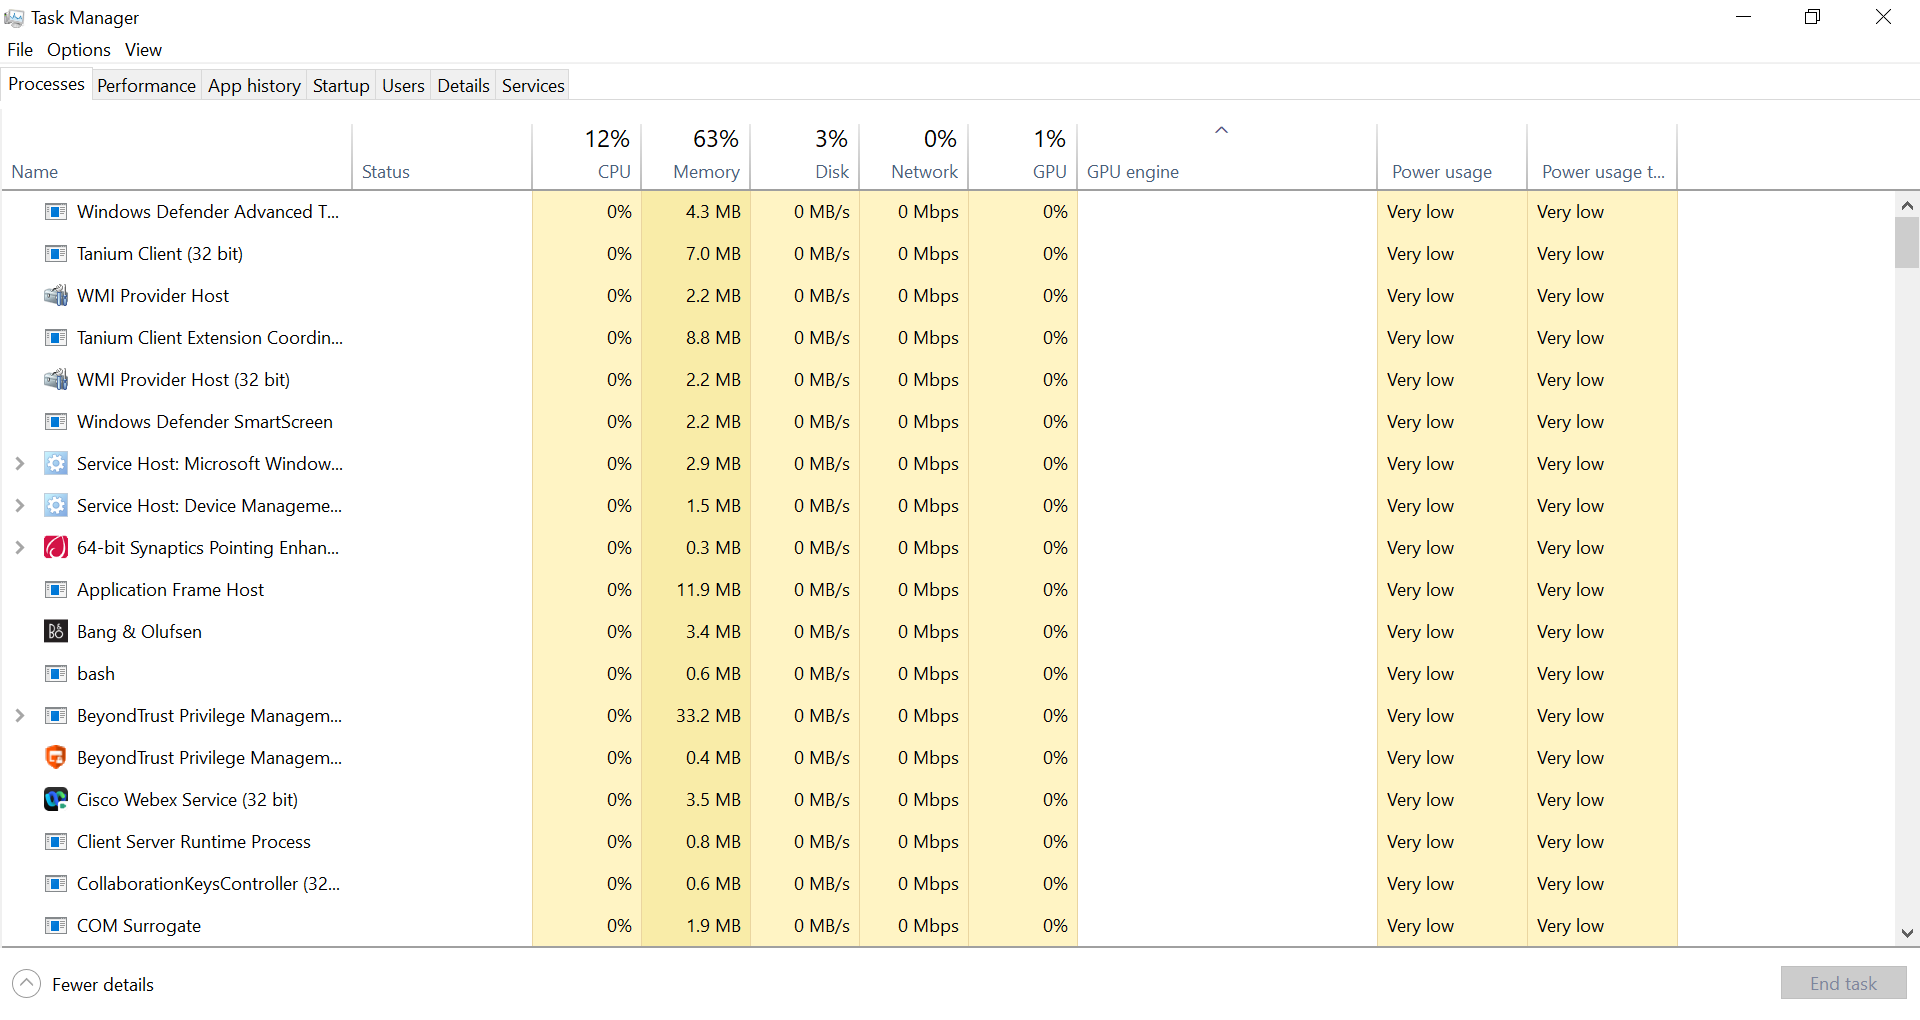 Task Manager
File Options View
Processes Performance App history Startup Users Details Services
12% 63% 3% 0% 1%
Name Status CPU Memory Disk Network GPU GPU engine Power usage Power usage t...
Windows Defender Advanced T... 0% 4.3 MB 0 MB/s 0 Mbps 0% Very low Very low
Tanium Client (32 bit) 0% 7.0 MB 0 MB/s 0 Mbps 0% Very low Very low
WMI Provider Host 0% 2.2 MB 0 MB/s 0 Mbps 0% Very low Very low
Tanium Client Extension Coordin... 0% 8.8 MB 0 MB/s 0 Mbps 0% Very low Very low
WMI Provider Host (32 bit) 0% 2.2 MB 0 MB/s 0 Mbps 0% Very low Very low
Windows Defender SmartScreen 0% 2.2 MB 0 MB/s 0 Mbps 0% Very low Very low
Service Host: Microsoft Window... 0% 2.9 MB 0 MB/s 0 Mbps 0% Very low Very low
Service Host: Device Manageme... 0% 1.5 MB 0 MB/s 0 Mbps 0% Very low Very low
64-bit Synaptics Pointing Enhan... 0% 0.3 MB 0 MB/s 0 Mbps 0% Very low Very low
Application Frame Host 0% 11.9 MB 0 MB/s 0 Mbps 0% Very low Very low
Bang & Olufsen 0% 3.4 MB 0 MB/s 0 Mbps 0% Very low Very low
bash 0% 0.6 MB 0 MB/s 0 Mbps 0% Very low Very low
BeyondTrust Privilege Managem... 0% 33.2 MB 0 MB/s 0 Mbps 0% Very low Very low
BeyondTrust Privilege Managem... 0% 0.4 MB 0 MB/s 0 Mbps 0% Very low Very low
Cisco Webex Service (32 bit) 0% 3.5 MB 0 MB/s 0 Mbps 0% Very low Very low
Client Server Runtime Process 0% 0.8 MB 0 MB/s 0 Mbps 0% Very low Very low
CollaborationKeysController (32... 0% 0.6 MB 0 MB/s 0 Mbps 0% Very low Very low
COM Surrogate 0% 1.9 MB 0 MB/s 0 Mbps 0% Very low Very low
Fewer details End task